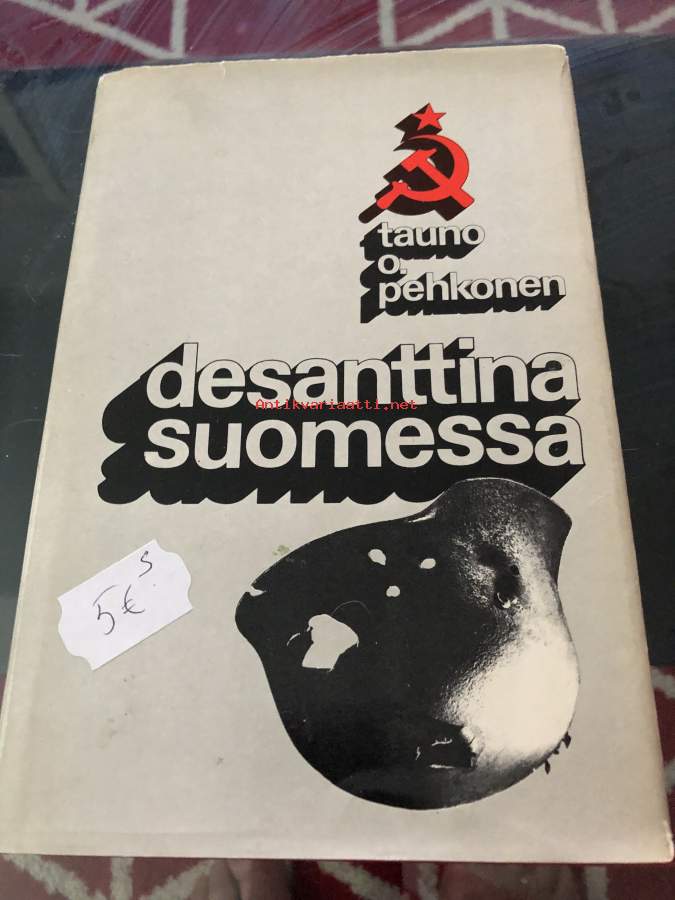 tauno
o.
pehkonen
desanttina
Antikvariaatti.net
suomessa
5€ s